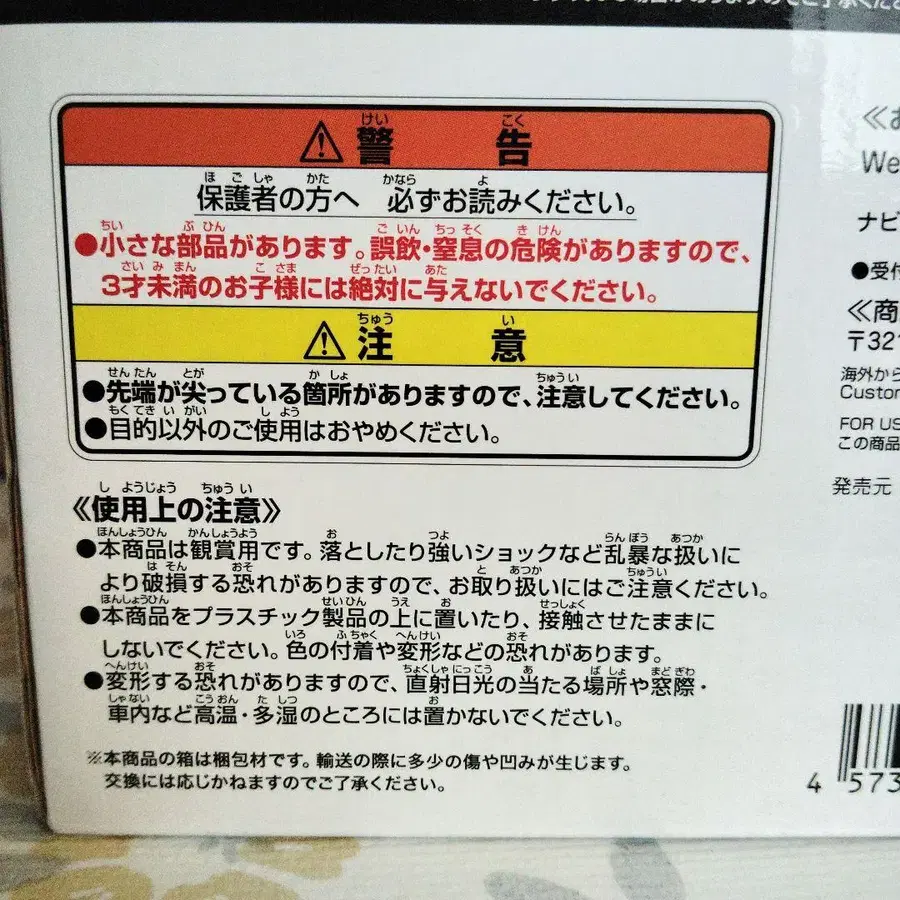 警告
保護者の方へ 必ずお読みください。
●小さな部品があります。誤飲・窒息の危険がありますので、
3才未満のお子様には絶対に与えないでください。
注意
●先端が尖っている箇所がありますので、注意してください。
●目的以外のご使用はおやめください。
《使用上の注意》
●本商品は観賞用です。落としたり強いショックなど乱暴な扱いに
より破損する恐れがありますので、お取り扱いにはご注意ください。
●本商品をプラスチック製品の上に置いたり、接触させたままに
しないでください。色の付着や変形などの恐れがあります。
●変形する恐れがありますので、直射日光の当たる場所や窓際・
車内など高温・多湿のところには置かないでください。
※本商品の箱は梱包材です。輸送の際に多少の傷や凹みが生じます。
交換には応じかねますのでご了承ください。
《お
We
ナビ
●受付
《商
〒321
海外から
Custom
FOR US
この商品
発売元
4 573